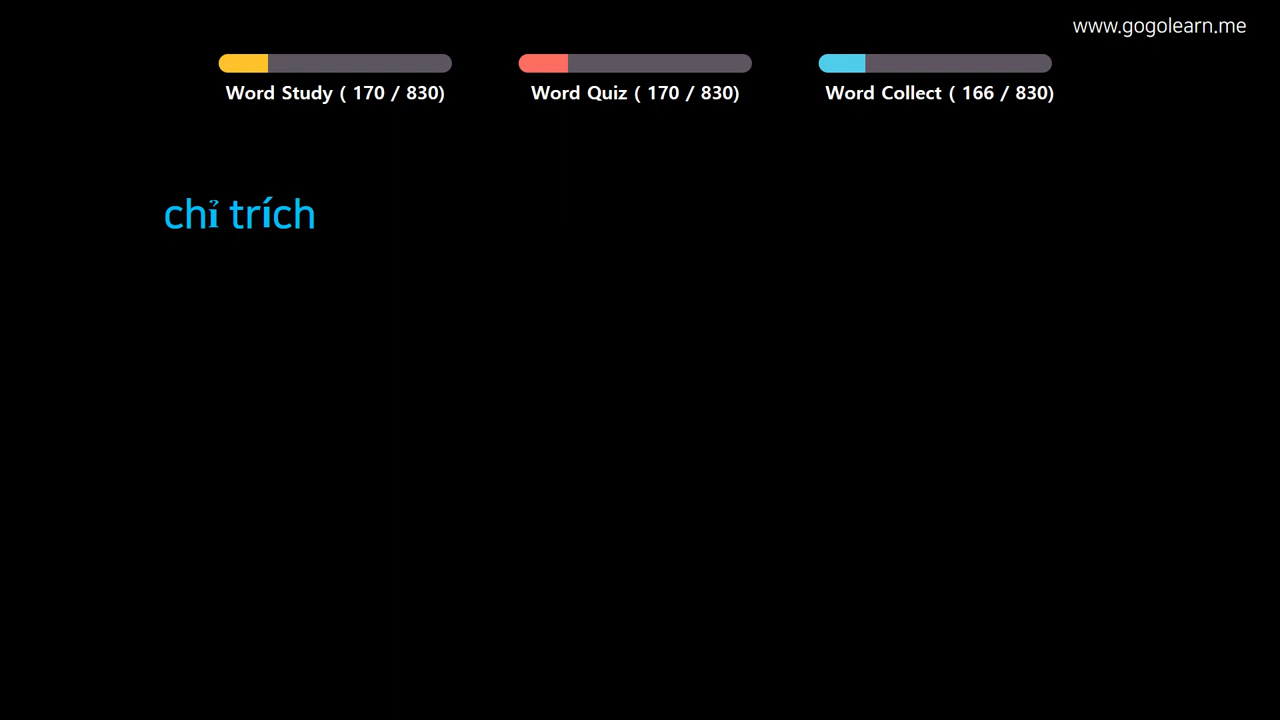 www.gogolearn.me
Word Study ( 170 / 830)
Word Quiz ( 170 / 830)
Word Collect ( 166 / 830)
chỉ trích